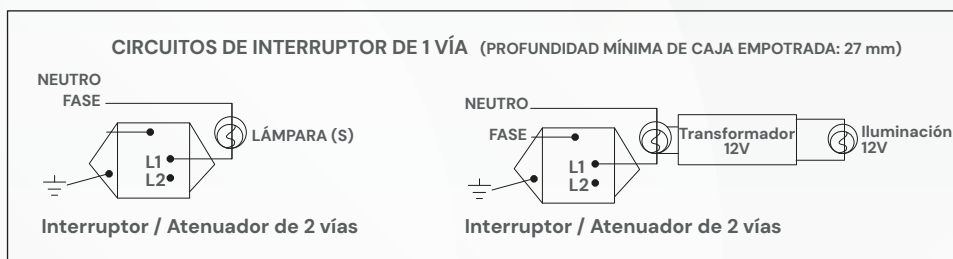 CIRCUITOS DE INTERRUPTOR DE 1 VÍA (PROFUNDIDAD MÍNIMA DE CAJA EMPOTRADA: 27 mm)
NEUTRO
FASE
LÁMPARA (S)
L1
L2
Interruptor / Atenuador de 2 vías
NEUTRO
FASE
Transformador
12V
Iluminación
12V
L1
L2
Interruptor / Atenuador de 2 vías